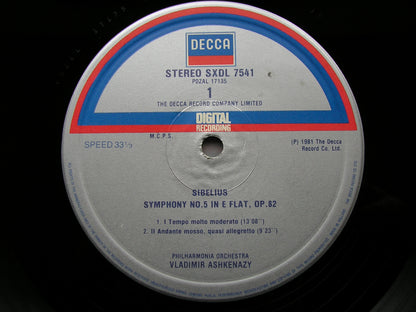 DECCA
STEREO SXDL 7541
PDZAL 17135
1
THE DECCA RECORD COMPANY LIMITED
DIGITAL
RECORDING
M.C.P.S.
SPEED 33⅓
(P) 1981 The Decca
Record Co. Ltd.
SIBELIUS
SYMPHONY NO.5 IN E FLAT, OP.82
1. I Tempo molto moderato (13'08'')
2. II Andante mosso, quasi allegretto (9'23'')
PHILHARMONIA ORCHESTRA
VLADIMIR ASHKENAZY